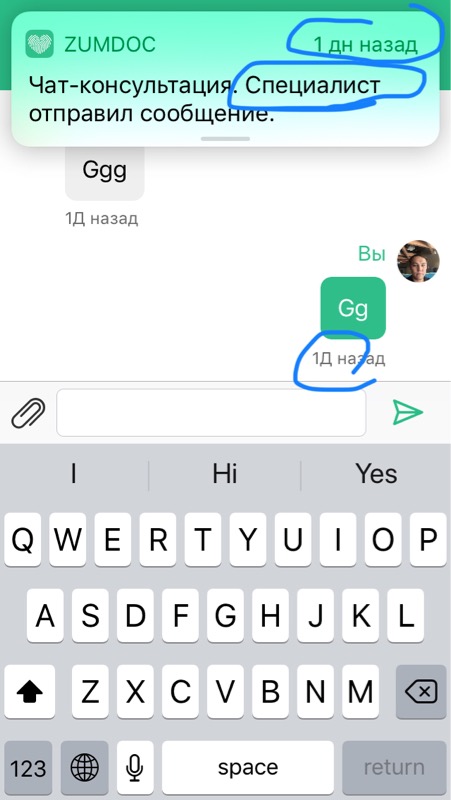 ZUMDOC
1 дн назад
Чат-консультация. Специалист
отправил сообщение.
Ggg
1Д назад
Вы
Gg
1Д назад
I Hi Yes
Q W E R T Y U I O P
A S D F G H J K L
Z X C V B N M
123 space return